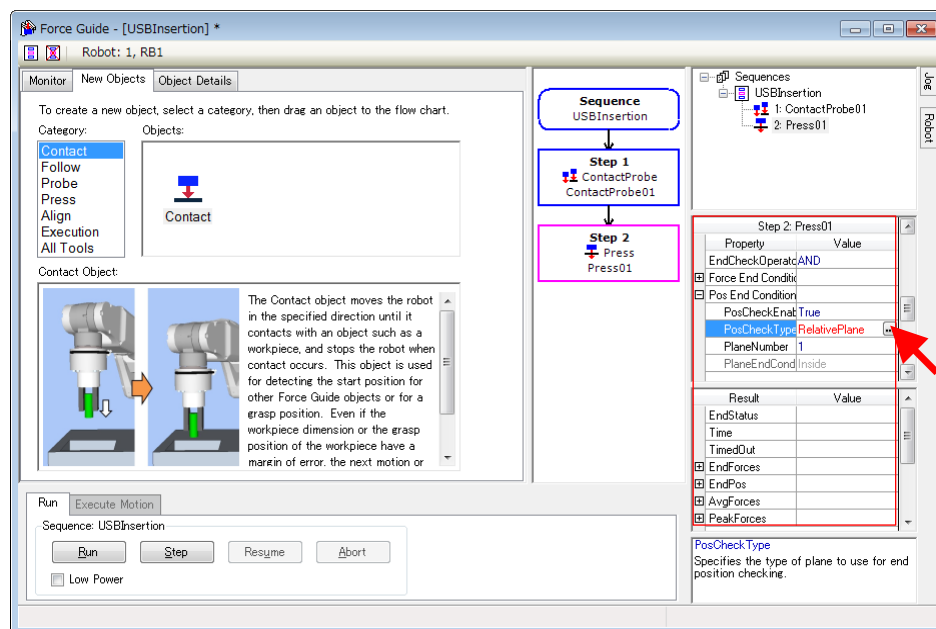 Force Guide - [USBInsertion] *
Robot: 1, RB1
Monitor
New Objects
Object Details
To create a new object, select a category, then drag an object to the flow chart.
Category:
Objects:
Contact
Follow
Probe
Press
Align
Execution
All Tools
Contact
Contact Object:
The Contact object moves the robot
in the specified direction until it
contacts with an object such as a
workpiece, and stops the robot when
contact occurs. This object is used
for detecting the start position for
other Force Guide objects or for a
grasp position. Even if the
workpiece dimension or the grasp
position of the workpiece have a
margin of error, the next motion or
Run
Execute Motion
Sequence: USBInsertion
Run
Step
Resume
Abort
Low Power
Sequence
USBInsertion
Step 1
ContactProbe
ContactProbe01
Step 2
Press
Press01
Sequences
USBInsertion
1: ContactProbe01
2: Press01
Jog
Robot
Step 2: Press01
Property Value
EndCheckOperato AND
Force End Conditio
Pos End Condition
PosCheckEnab True
PosCheckType RelativePlane ...
PlaneNumber 1
PlaneEndCond Inside
Result Value
EndStatus
Time
TimedOut
EndForces
EndPos
AvgForces
PeakForces
PosCheckType
Specifies the type of plane to use for end
position checking.